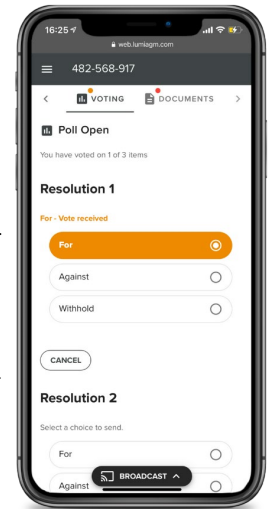 16:25
web.lumiagm.com
482-568-917
VOTING
DOCUMENTS
Poll Open
You have voted on 1 of 3 items
Resolution 1
For - Vote received
For
Against
Withhold
CANCEL
Resolution 2
Select a choice to send.
For
Against
BROADCAST